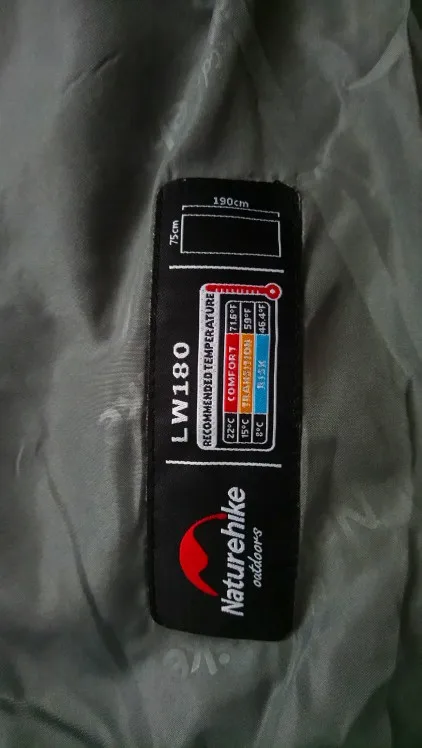 Naturehike
outdoors
LW180
RECOMMENDED TEMPERATURE
22°C COMFORT 71.6°F
15°C TRANSITION 59°F
8°C RISK 46.4°F
75cm
190cm